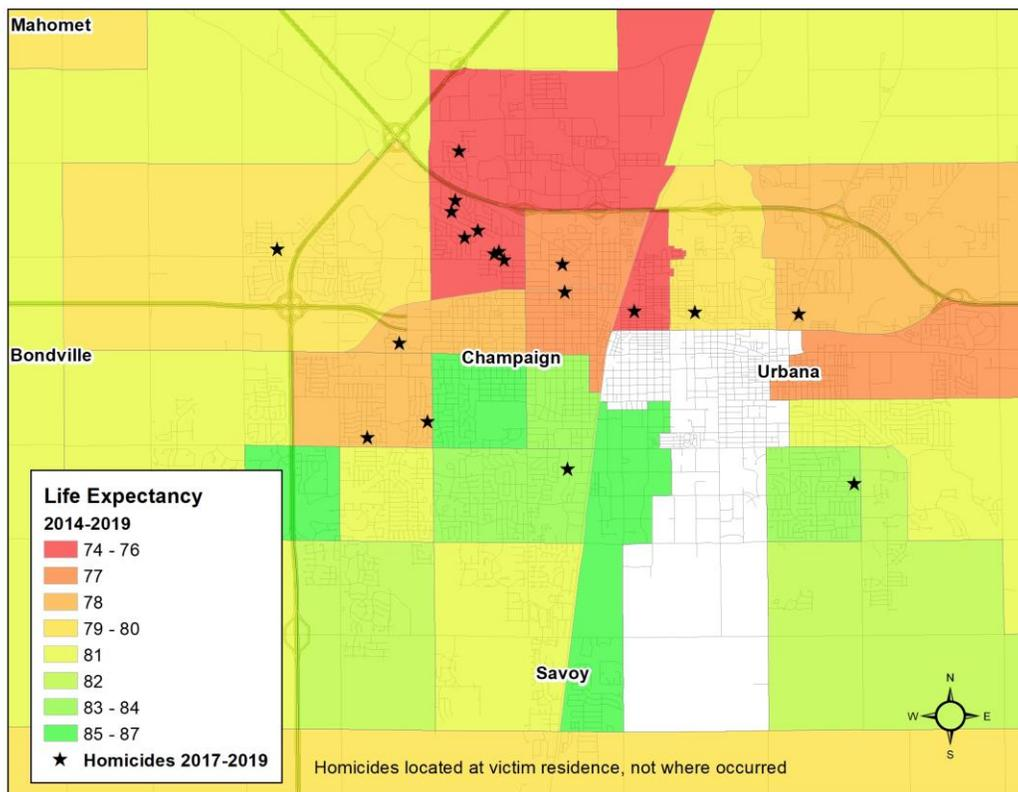 Mahomet
Bondville
Champaign
Urbana
Savoy
Life Expectancy
2014-2019
74 - 76
77
78
79 - 80
81
82
83 - 84
85 - 87
Homicides 2017-2019
Homicides located at victim residence, not where occurred
N
W
E
S